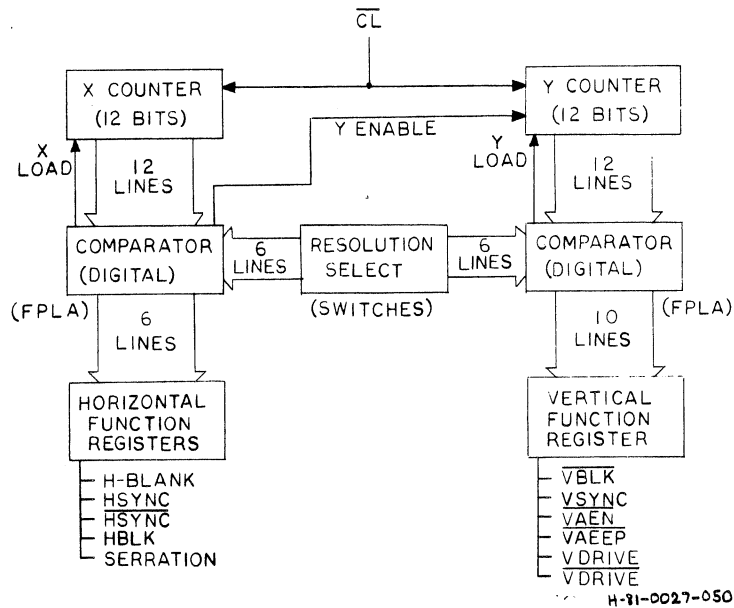 CL
X COUNTER
(12 BITS)
Y COUNTER
(12 BITS)
Y ENABLE
X
LOAD
Y
LOAD
12
LINES
12
LINES
COMPARATOR
(DIGITAL)
6
LINES
RESOLUTION
SELECT
6
LINES
COMPARATOR
(DIGITAL)
(FPLA)
(SWITCHES)
(FPLA)
6
LINES
10
LINES
HORIZONTAL
FUNCTION
REGISTERS
VERTICAL
FUNCTION
REGISTER
H-BLANK
HSYNC
HSYNC
HBLK
SERRATION
VBLK
VSYNC
VAEN
VAEEP
VDRIVE
VDRIVE
H-81-0027-050